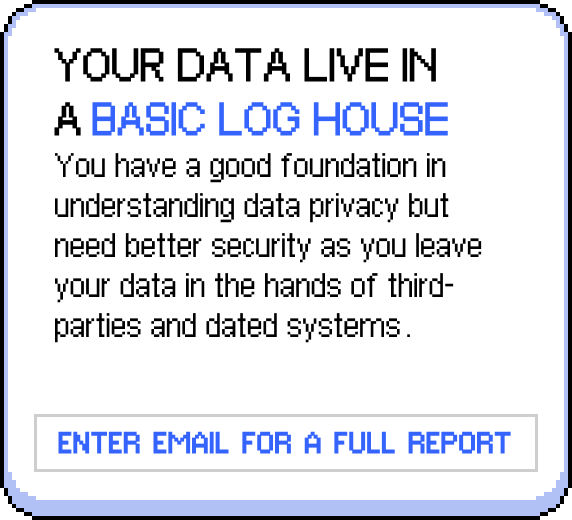 YOUR DATA LIVE IN
A BASIC LOG HOUSE
You have a good foundation in
understanding data privacy but
need better security as you leave
your data in the hands of third-
parties and dated systems.
ENTER EMAIL FOR A FULL REPORT